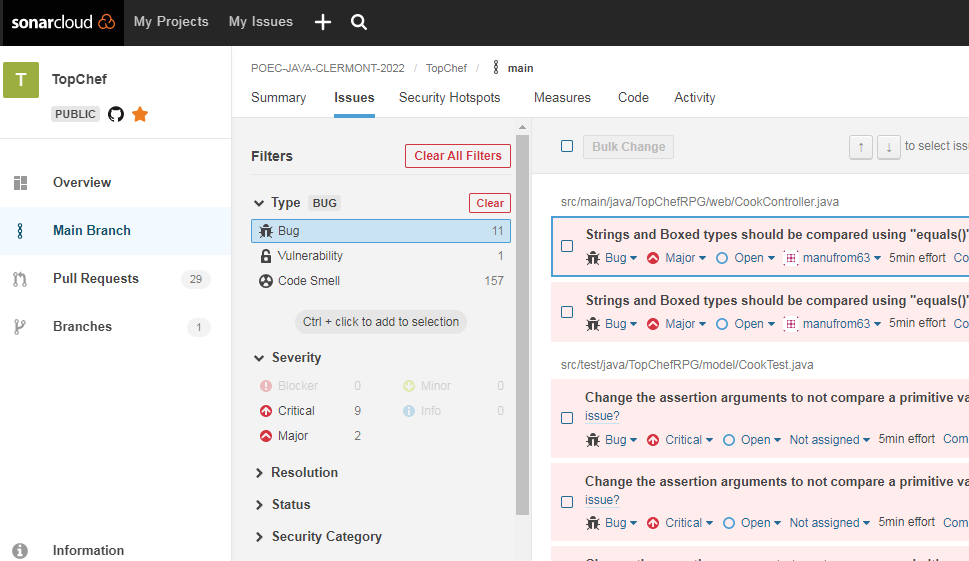 sonarcloud My Projects My Issues
T TopChef
PUBLIC
Overview
Main Branch
Pull Requests 29
Branches 1
Information
POEC-JAVA-CLERMONT-2022 / TopChef / main
Summary Issues Security Hotspots Measures Code Activity
Filters Clear All Filters
Type BUG Clear
Bug 11
Vulnerability 1
Code Smell 157
Ctrl + click to add to selection
Severity
Blocker 0 Minor 0
Critical 9 Info 0
Major 2
Resolution
Status
Security Category
Bulk Change ↑ ↓ to select iss
src/main/java/TopChefRPG/web/CookController.java
Strings and Boxed types should be compared using "equals()"
Bug Major Open manufrom63 5min effort Co
Strings and Boxed types should be compared using "equals()"
Bug Major Open manufrom63 5min effort Co
src/test/java/TopChefRPG/model/CookTest.java
Change the assertion arguments to not compare a primitive va
issue?
Bug Critical Open Not assigned 5min effort Com
Change the assertion arguments to not compare a primitive va
issue?
Bug Critical Open Not assigned 5min effort Com